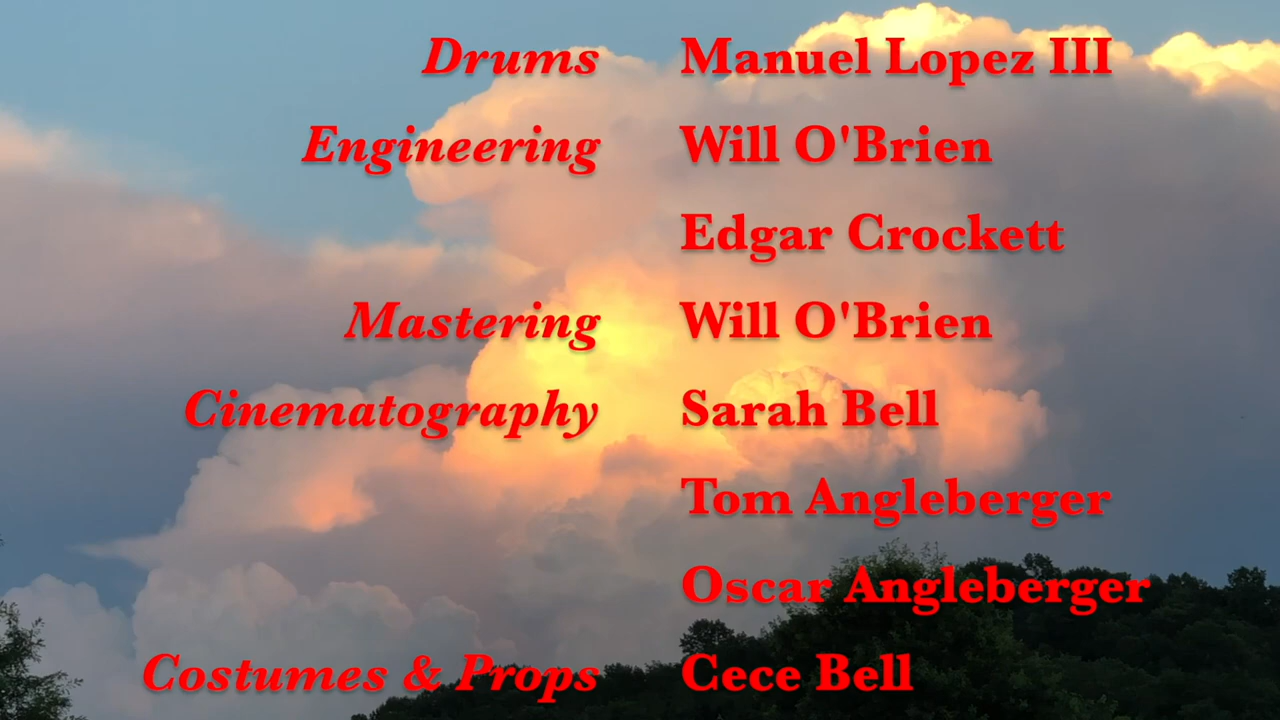 Drums Manuel Lopez III
Engineering Will O'Brien
Edgar Crockett
Mastering Will O'Brien
Cinematography Sarah Bell
Tom Angleberger
Oscar Angleberger
Costumes & Props Cece Bell